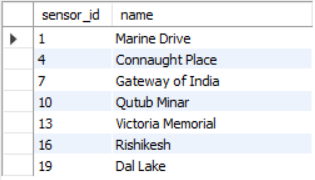 sensor_id name
1 Marine Drive
4 Connaught Place
7 Gateway of India
10 Qutub Minar
13 Victoria Memorial
16 Rishikesh
19 Dal Lake